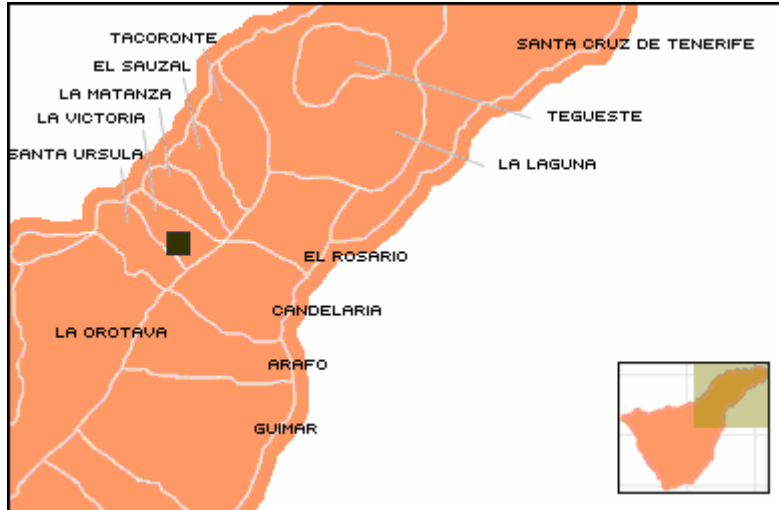 TACORONTE
SANTA CRUZ DE TENERIFE
EL SAUZAL
LA MATANZA
LA VICTORIA
TEGUESTE
SANTA URSULA
LA LAGUNA
EL ROSARIO
CANDELARIA
LA OROTAVA
ARAFO
GUIMAR